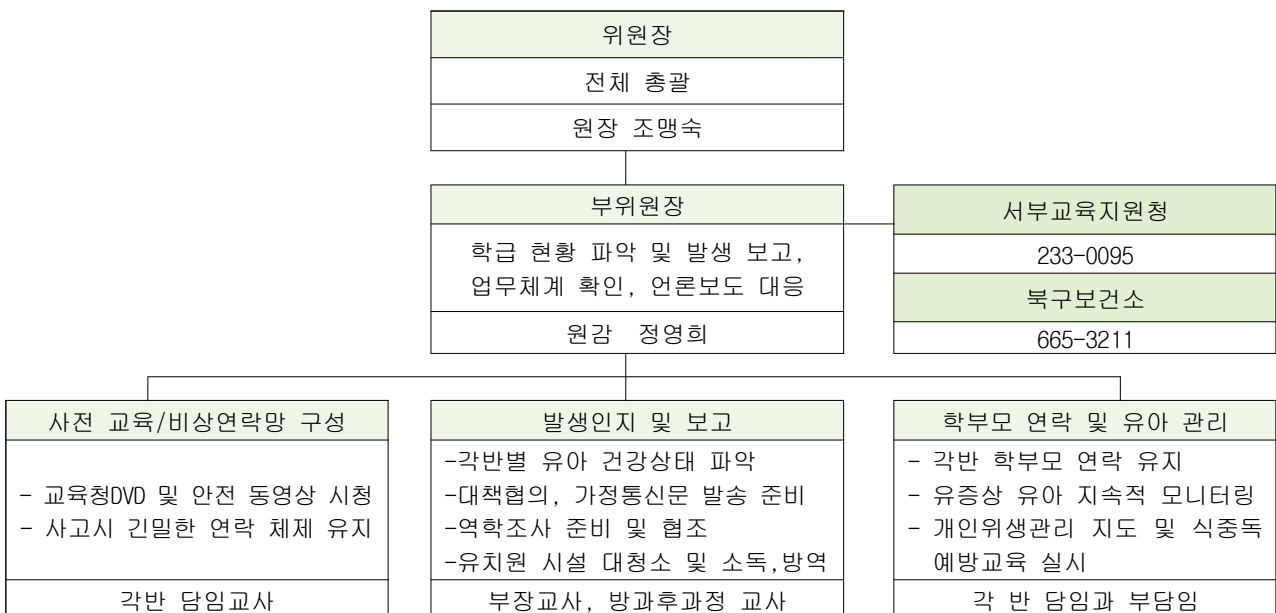 위원장
전체 총괄
원장 조맹숙
부위원장
학급 현황 파악 및 발생 보고,
업무체계 확인, 언론보도 대응
원감 정영희
서부교육지원청
233-0095
북구보건소
665-3211
사전 교육/비상연락망 구성
- 교육청DVD 및 안전 동영상 시청
- 사고시 긴밀한 연락 체제 유지
각반 담임교사
발생인지 및 보고
-각반별 유아 건강상태 파악
-대책협의, 가정통신문 발송 준비
-역학조사 준비 및 협조
-유치원 시설 대청소 및 소독,방역
부장교사, 방과후과정 교사
학부모 연락 및 유아 관리
- 각반 학부모 연락 유지
- 유증상 유아 지속적 모니터링
- 개인위생관리 지도 및 식중독
예방교육 실시
각 반 담임과 부담임